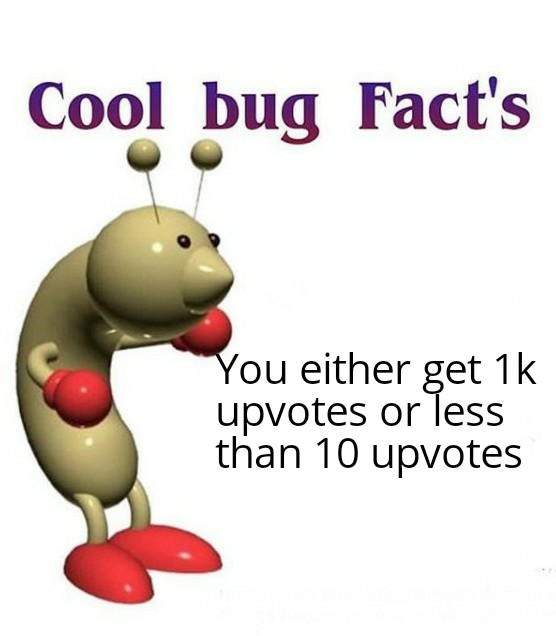 Cool bug Fact's
You either get 1k
upvotes or less
than 10 upvotes